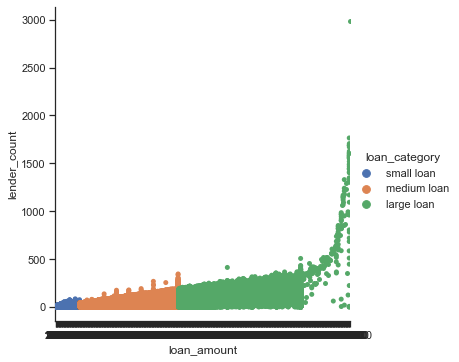 3000
2500
2000
1500
1000
500
0
lender_count
loan_category
small loan
medium loan
large loan
loan_amount